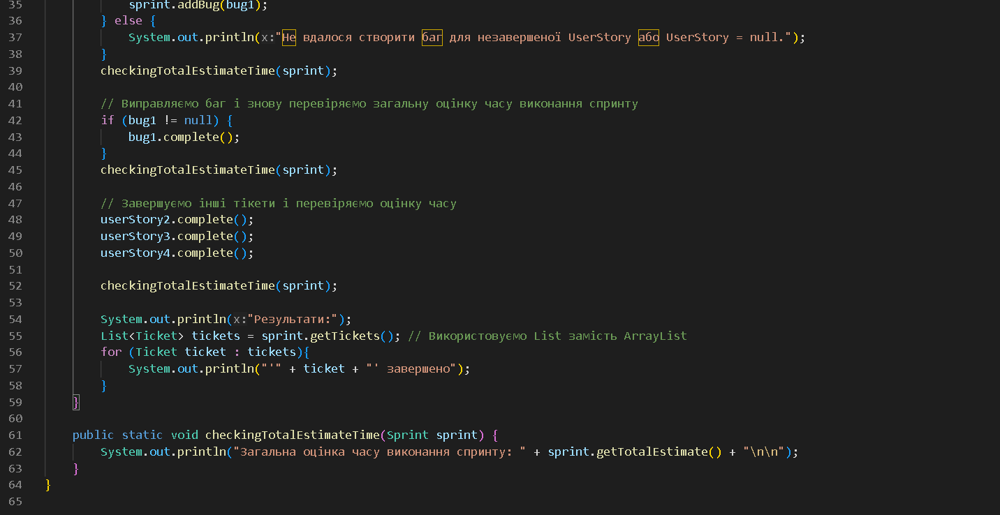 35 sprint.addBug(bug1);
36 } else {
37 System.out.println(x:"Не вдалося створити баг для незавершеної UserStory або UserStory = null.");
38 }
39 checkingTotalEstimateTime(sprint);
40
41 // Виправляємо баг і знову перевіряємо загальну оцінку часу виконання спринту
42 if (bug1 != null) {
43 bug1.complete();
44 }
45 checkingTotalEstimateTime(sprint);
46
47 // Завершуємо інші тікети і перевіряємо оцінку часу
48 userStory2.complete();
49 userStory3.complete();
50 userStory4.complete();
51
52 checkingTotalEstimateTime(sprint);
53
54 System.out.println(x:"Результати:");
55 List<Ticket> tickets = sprint.getTickets(); // Використовуємо List замість ArrayList
56 for (Ticket ticket : tickets){
57 System.out.println("'" + ticket + "' завершено");
58 }
59 }
60
61 public static void checkingTotalEstimateTime(Sprint sprint) {
62 System.out.println("Загальна оцінка часу виконання спринту: " + sprint.getTotalEstimate() + "\n\n");
63 }
64 }
65